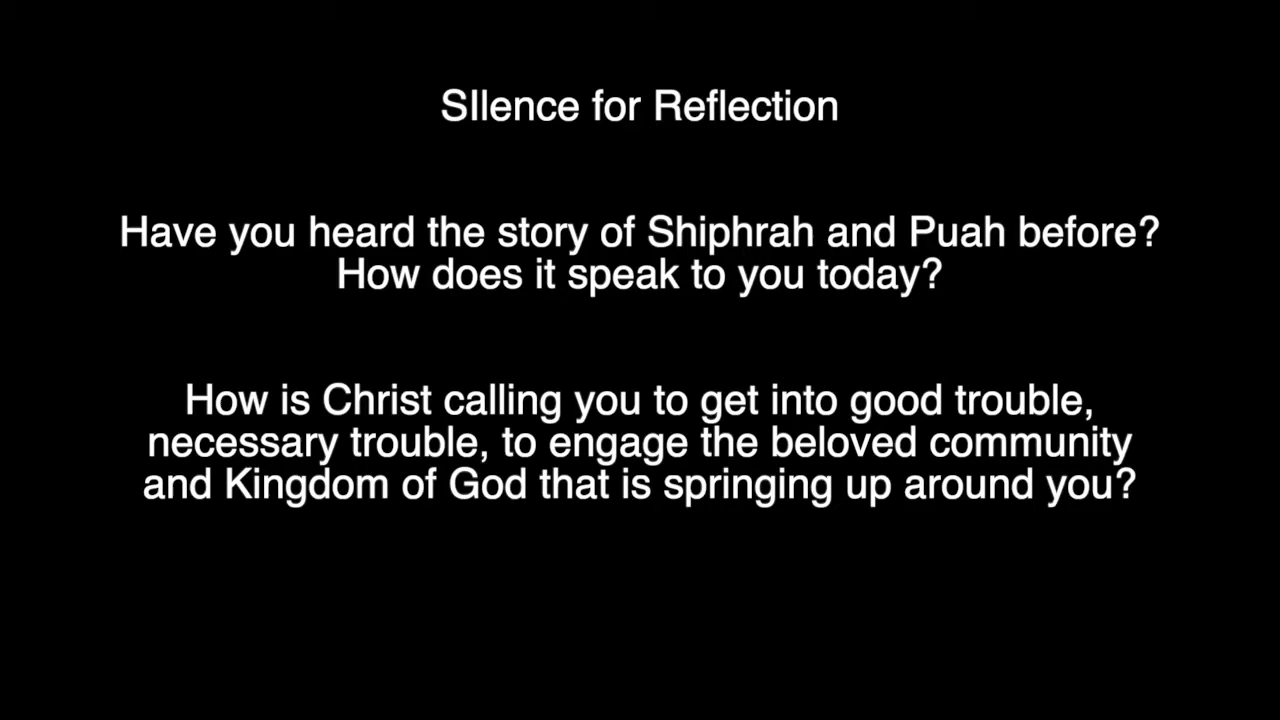 SIlence for Reflection
Have you heard the story of Shiphrah and Puah before?
How does it speak to you today?
How is Christ calling you to get into good trouble,
necessary trouble, to engage the beloved community
and Kingdom of God that is springing up around you?